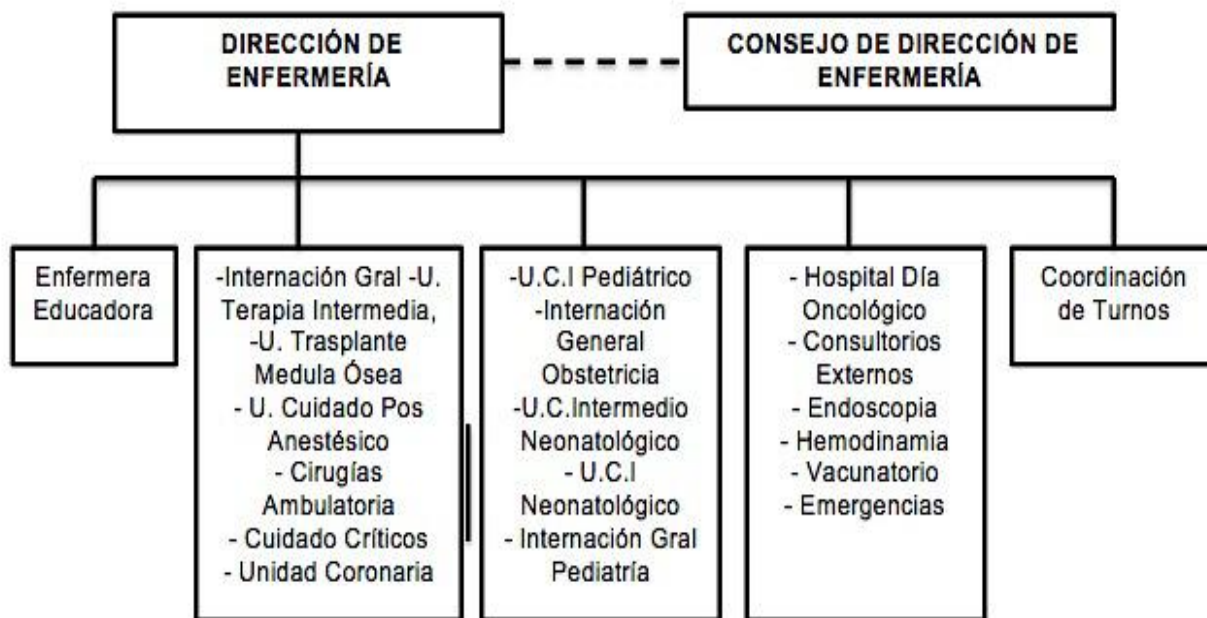 DIRECCIÓN DE
ENFERMERÍA
CONSEJO DE DIRECCIÓN DE
ENFERMERÍA
Enfermera
Educadora
-Internación Gral -U.
Terapia Intermedia,
-U. Trasplante
Medula Ósea
- U. Cuidado Pos
Anestésico
- Cirugías
Ambulatoria
- Cuidado Críticos
- Unidad Coronaria
-U.C.I Pediátrico
-Internación
General
Obstetricia
-U.C.Intermedio
Neonatológico
- U.C.I
Neonatológico
- Internación Gral
Pediatría
- Hospital Día
Oncológico
- Consultorios
Externos
- Endoscopia
- Hemodinamia
- Vacunatorio
- Emergencias
Coordinación
de Turnos